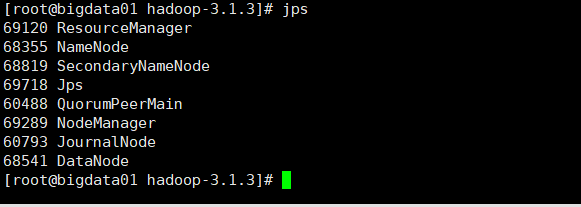 [root@bigdata01 hadoop-3.1.3]# jps
69120 ResourceManager
68355 NameNode
68819 SecondaryNameNode
69718 Jps
60488 QuorumPeerMain
69289 NodeManager
60793 JournalNode
68541 DataNode
[root@bigdata01 hadoop-3.1.3]#